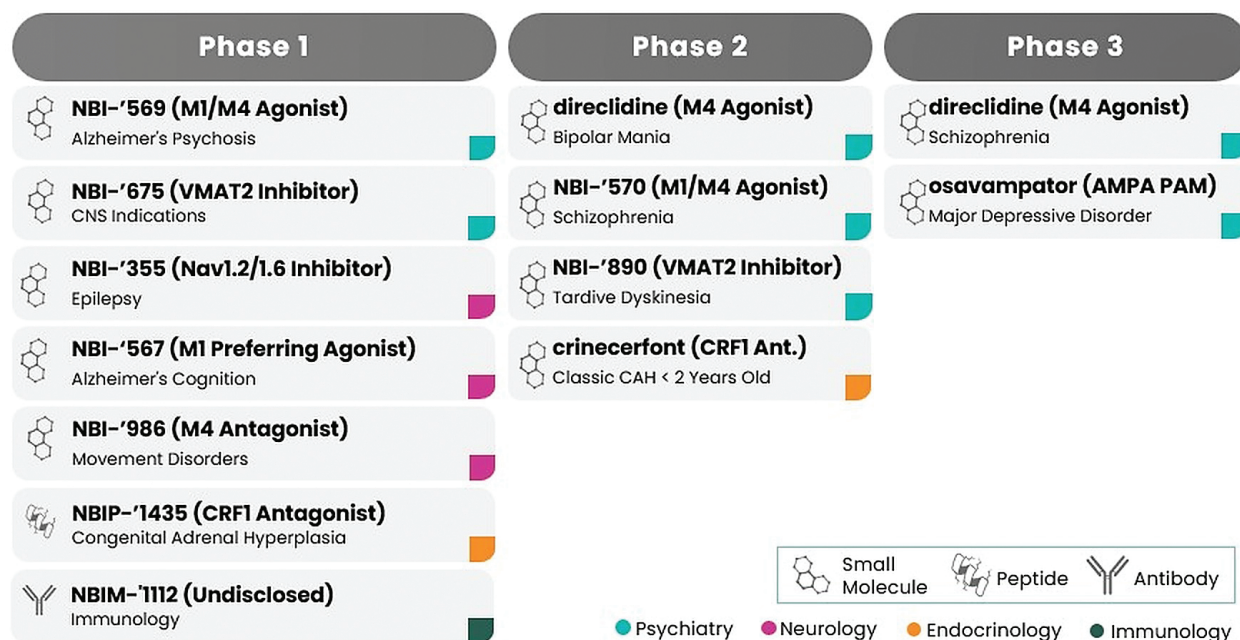 Phase 1
NBI-’569 (M1/M4 Agonist)
Alzheimer's Psychosis
NBI-’675 (VMAT2 Inhibitor)
CNS Indications
NBI-’355 (Nav1.2/1.6 Inhibitor)
Epilepsy
NBI-‘567 (M1 Preferring Agonist)
Alzheimer's Cognition
NBI-’986 (M4 Antagonist)
Movement Disorders
NBIP-’1435 (CRF1 Antagonist)
Congenital Adrenal Hyperplasia
NBIM-'1112 (Undisclosed)
Immunology
Phase 2
direclidine (M4 Agonist)
Bipolar Mania
NBI-’570 (M1/M4 Agonist)
Schizophrenia
NBI-’890 (VMAT2 Inhibitor)
Tardive Dyskinesia
crinecerfont (CRF1 Ant.)
Classic CAH < 2 Years Old
Phase 3
direclidine (M4 Agonist)
Schizophrenia
osavampator (AMPA PAM)
Major Depressive Disorder
Small
Molecule
Peptide
Antibody
Psychiatry
Neurology
Endocrinology
Immunology